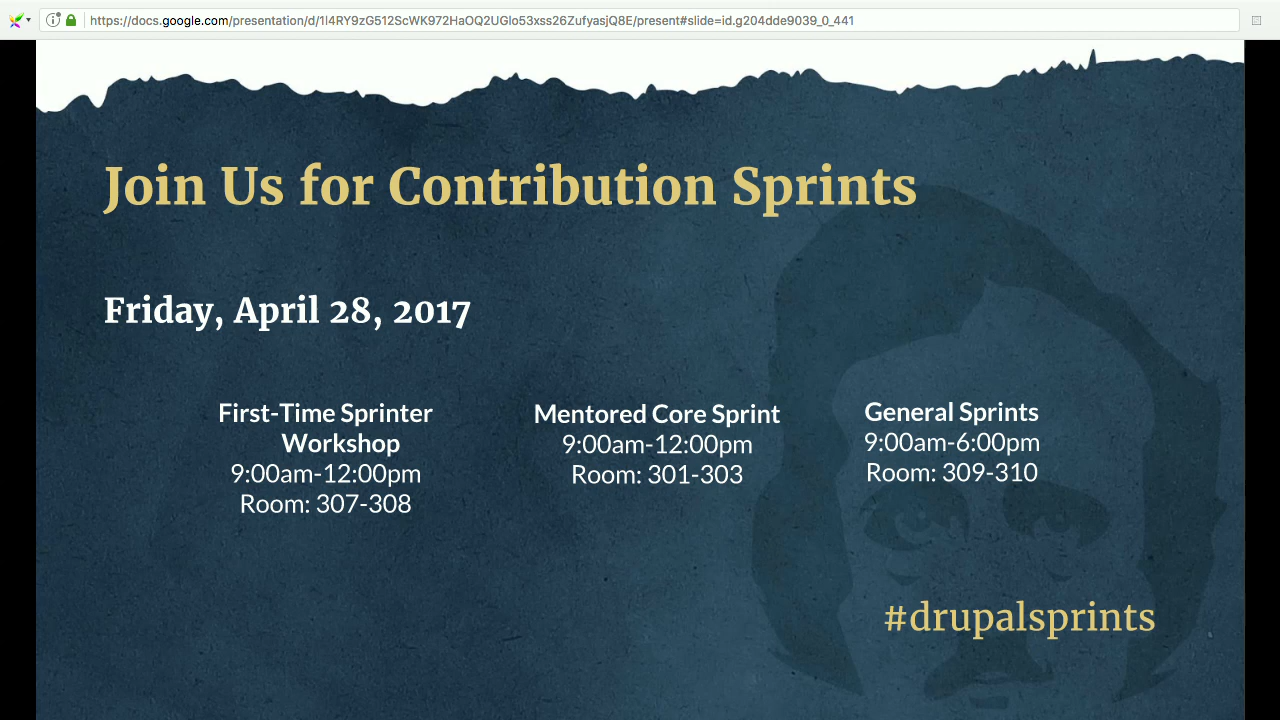 https://docs.google.com/presentation/d/1l4RY9zG512ScWK972HaOQ2UGlo53xss26ZufyasjQ8E/present#slide=id.g204dde9039_0_441
Join Us for Contribution Sprints
Friday, April 28, 2017
First-Time Sprinter
Workshop
9:00am-12:00pm
Room: 307-308
Mentored Core Sprint
9:00am-12:00pm
Room: 301-303
General Sprints
9:00am-6:00pm
Room: 309-310
#drupalsprints